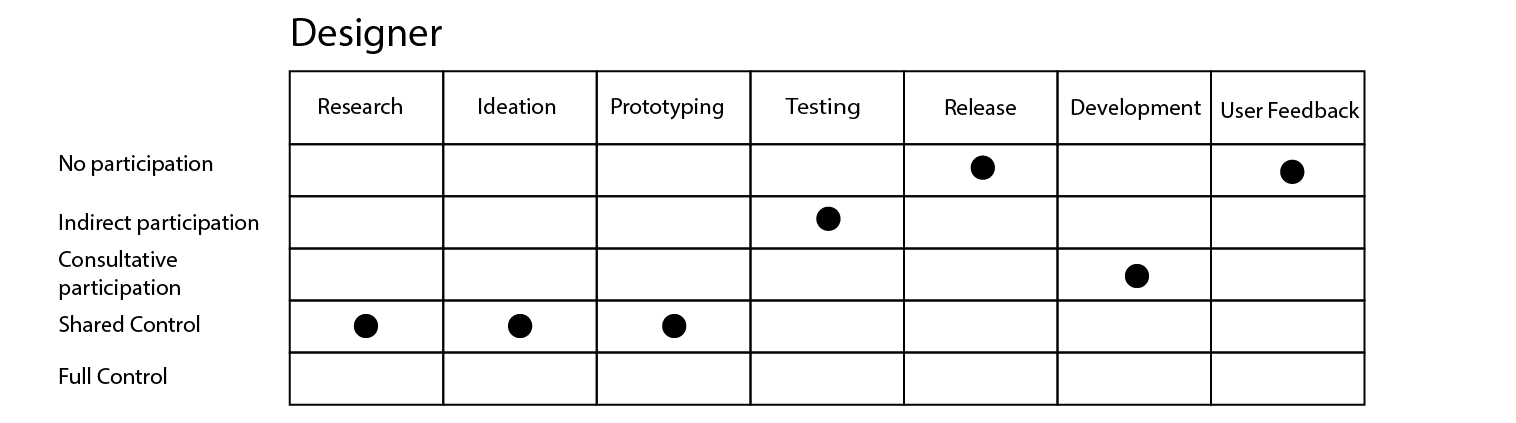 Designer
Research Ideation Prototyping Testing Release Development User Feedback
No participation
Indirect participation
Consultative
participation
Shared Control
Full Control